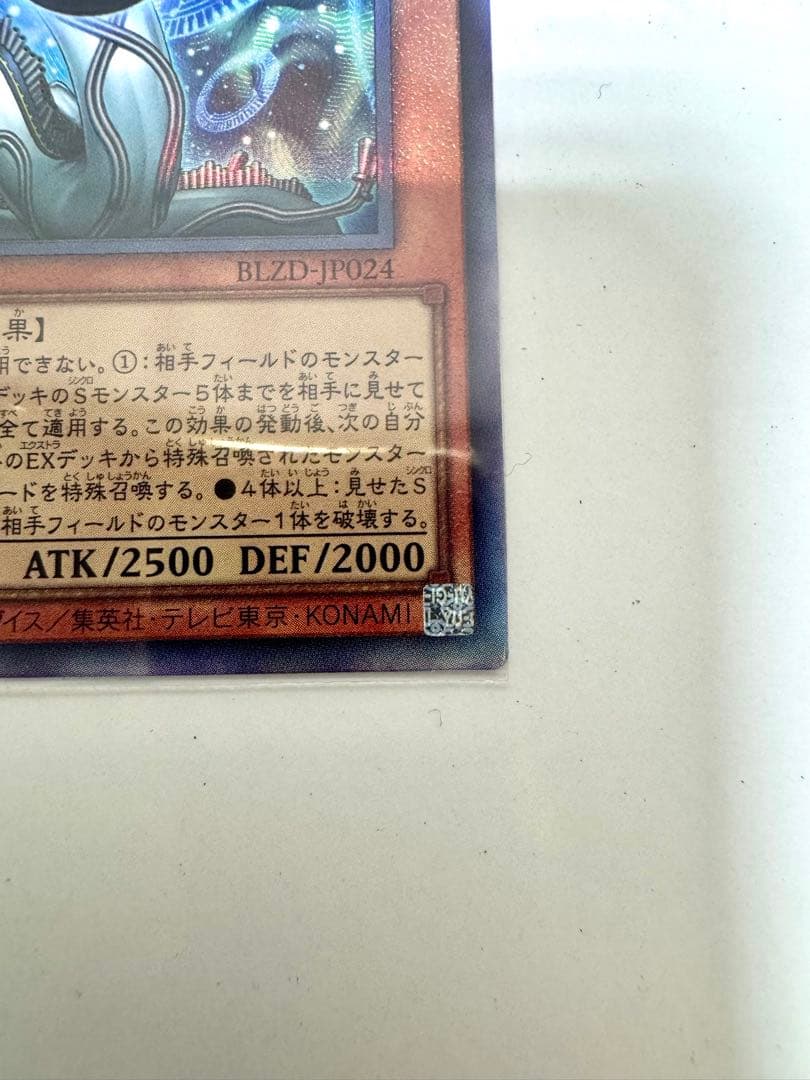 BLZD-JP024
果】
用できない。①：相手フィールドのモンスター
デッキのSモンスター5体までを相手に見せて
全て適用する。この効果の発動後、次の自分
のEXデッキから特殊召喚されたモンスター
ードを特殊召喚する。●4体以上：見せたS
相手フィールドのモンスター1体を破壊する。
ATK/2500 DEF/2000
イス／集英社・テレビ東京・KONAMI